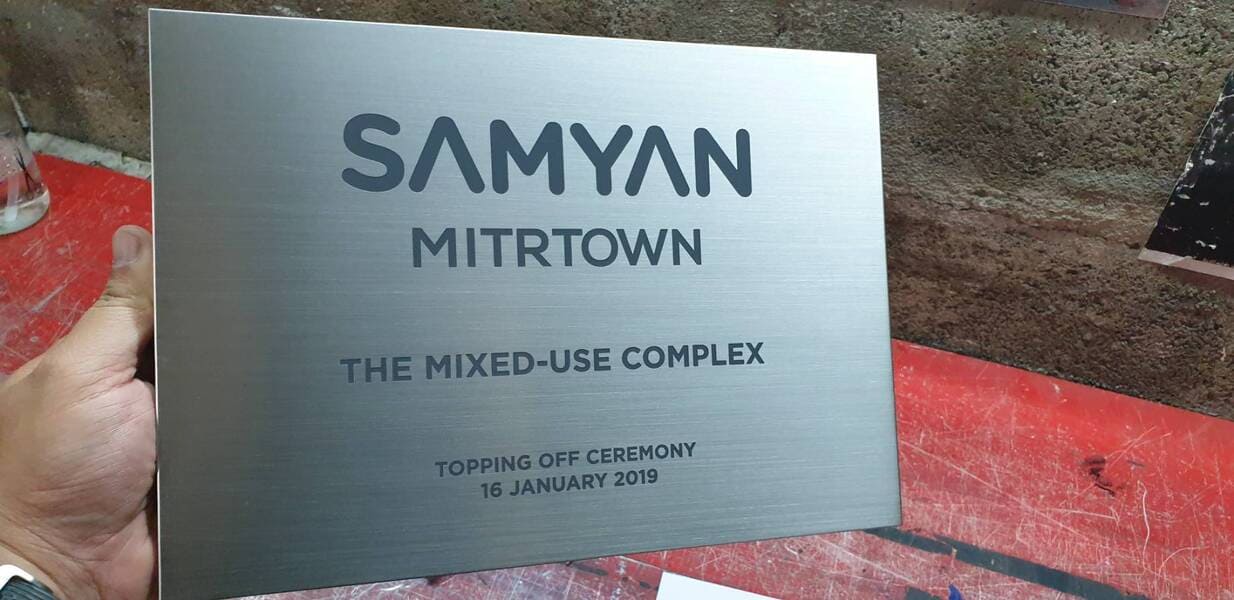 SAMYAN
MITRTOWN
THE MIXED-USE COMPLEX
TOPPING OFF CEREMONY
16 JANUARY 2019